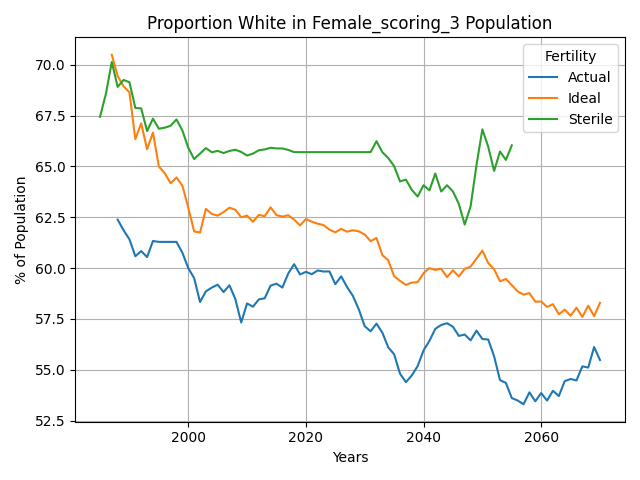 Proportion White in Female_scoring_3 Population
% of Population
70.0
67.5
65.0
62.5
60.0
57.5
55.0
52.5
Fertility
Actual
Ideal
Sterile
2000
2020
2040
2060
Years